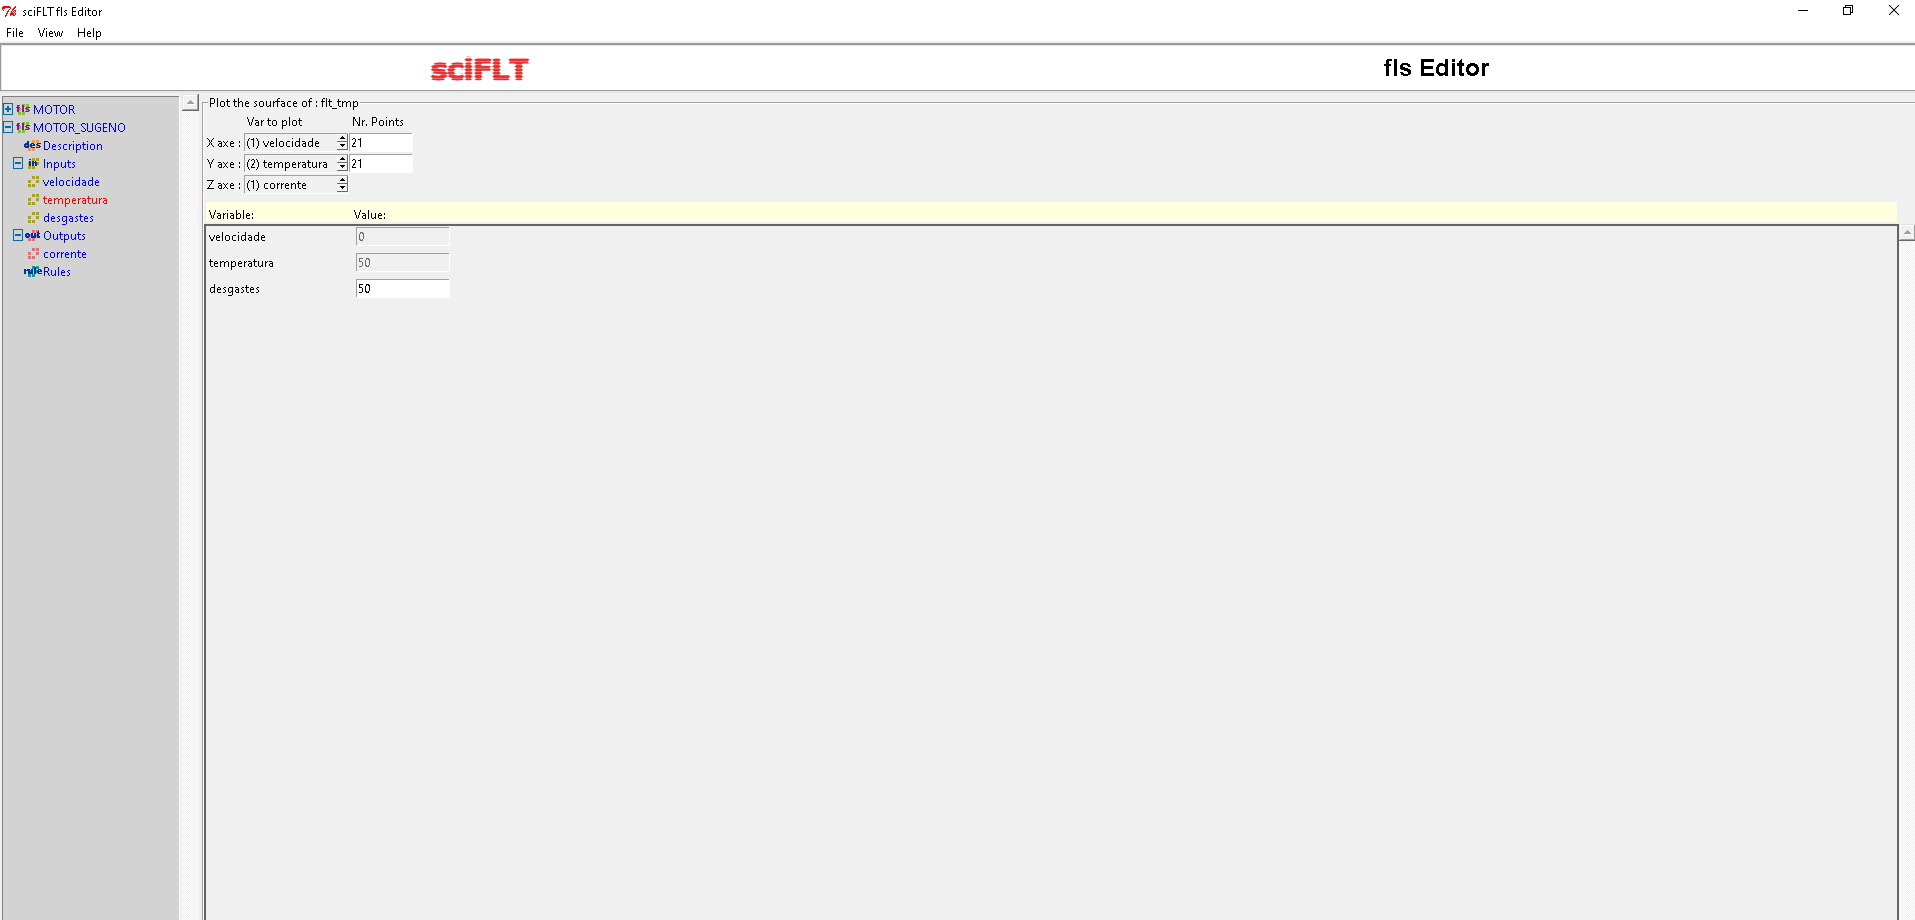 sciFLT fls Editor
File View Help
sciFLT fls Editor
fls MOTOR
fls MOTOR_SUGENO
des Description
in Inputs
velocidade
temperatura
desgastes
out Outputs
corrente
rule Rules
Plot the sourface of : flt_tmp
Var to plot Nr. Points
X axe : (1) velocidade 21
Y axe : (2) temperatura 21
Z axe : (1) corrente
Variable: Value:
velocidade 0
temperatura 50
desgastes 50